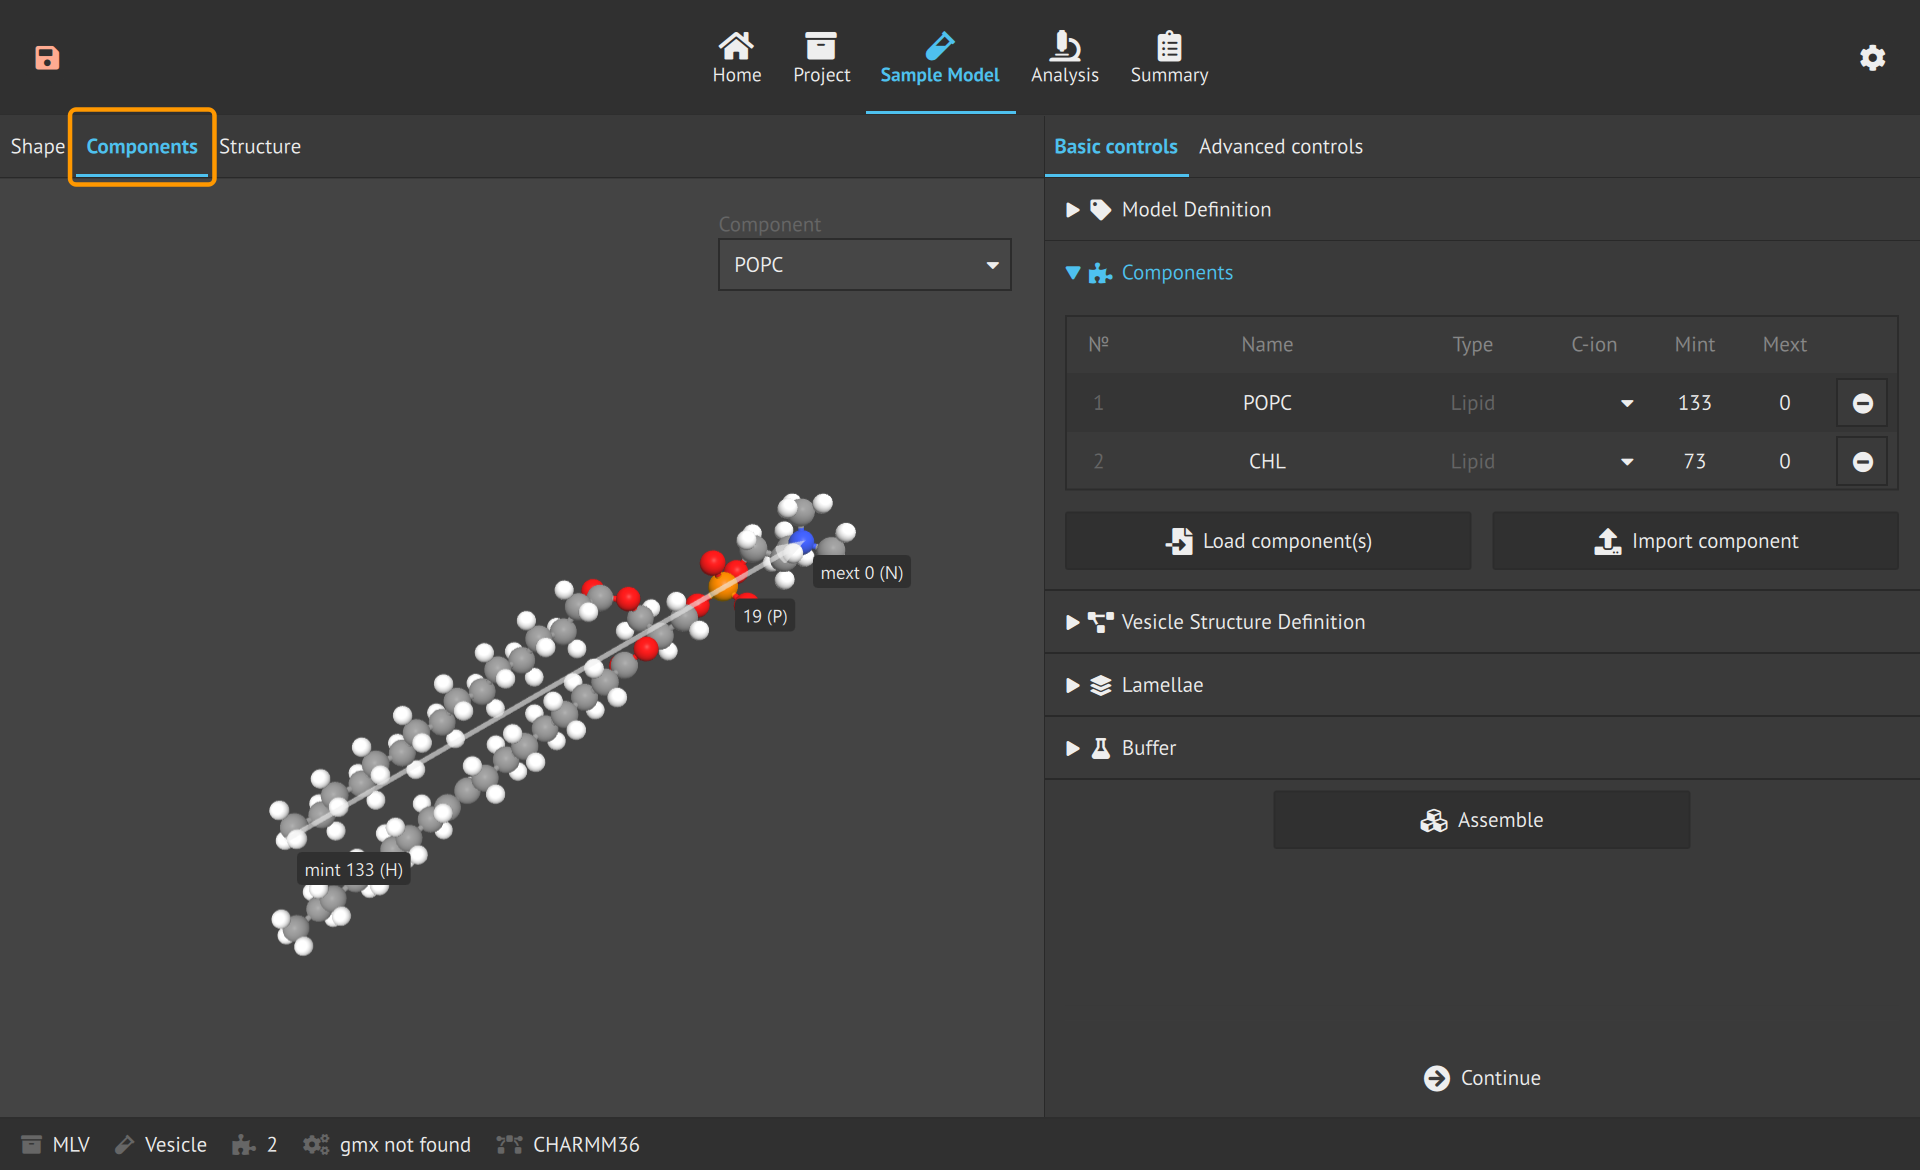 Home Project Sample Model Analysis Summary
Shape Components Structure
Basic controls Advanced controls
Component
POPC
mext 0 (N)
19 (P)
mint 133 (H)
Model Definition
Components
Nº Name Type C-ion Mint Mext
1 POPC Lipid 133 0
2 CHL Lipid 73 0
Load component(s) Import component
Vesicle Structure Definition
Lamellae
Buffer
Assemble
Continue
MLV Vesicle 2 gmx not found CHARMM36